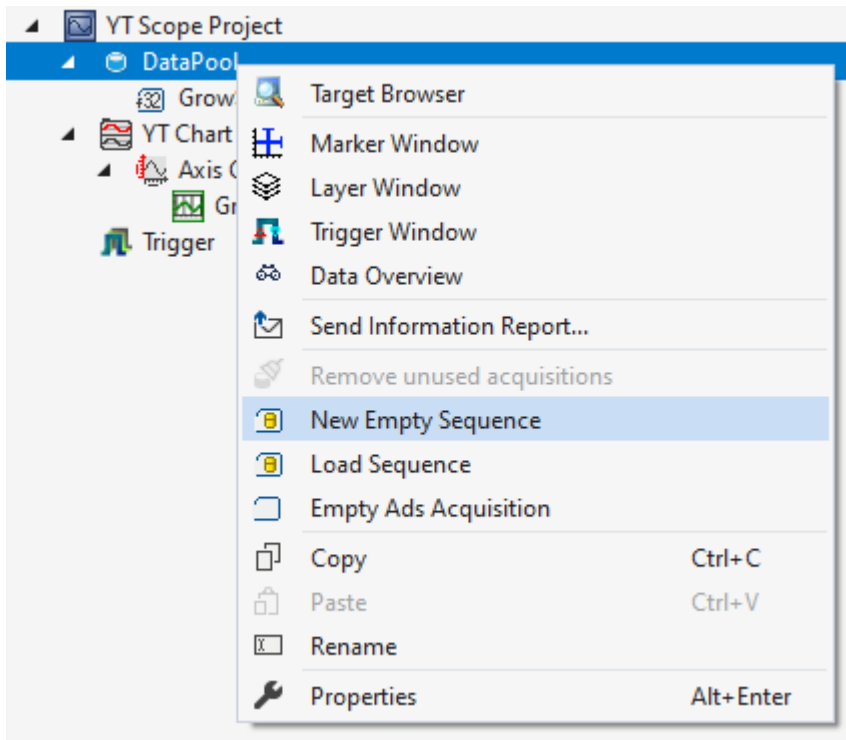 YT Scope Project
DataPool
Grow
YT Chart
Axis
Gr
Trigger
Target Browser
Marker Window
Layer Window
Trigger Window
Data Overview
Send Information Report...
Remove unused acquisitions
New Empty Sequence
Load Sequence
Empty Ads Acquisition
Copy Ctrl+C
Paste Ctrl+V
Rename
Properties Alt+Enter